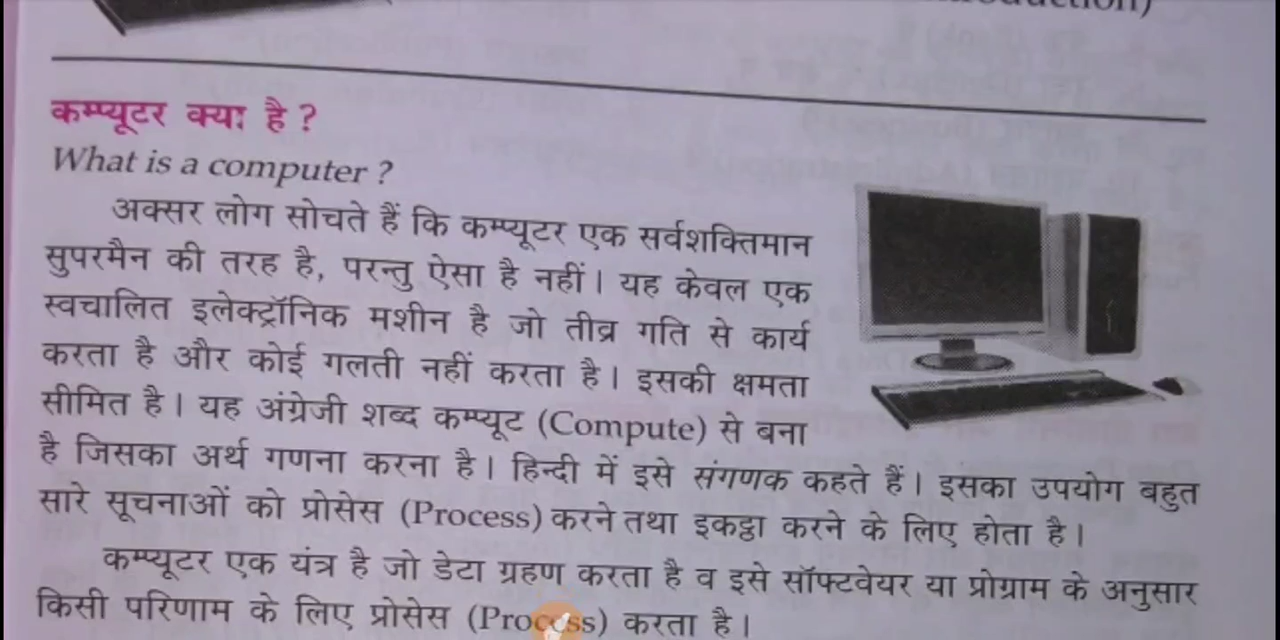 कम्प्यूटर क्या है ?
What is a computer ?
अक्सर लोग सोचते हैं कि कम्प्यूटर एक सर्वशक्तिमान
सुपरमैन की तरह है, परन्तु ऐसा है नहीं। यह केवल एक
स्वचालित इलेक्ट्रॉनिक मशीन है जो तीव्र गति से कार्य
करता है और कोई गलती नहीं करता है। इसकी क्षमता
सीमित है। यह अंग्रेजी शब्द कम्प्यूट (Compute) से बना
है जिसका अर्थ गणना करना है। हिन्दी में इसे संगणक कहते हैं। इसका उपयोग बहुत
सारे सूचनाओं को प्रोसेस (Process) करने तथा इकट्ठा करने के लिए होता है।
कम्प्यूटर एक यंत्र है जो डेटा ग्रहण करता है व इसे सॉफ्टवेयर या प्रोग्राम के अनुसार
किसी परिणाम के लिए प्रोसेस (Process) करता है।